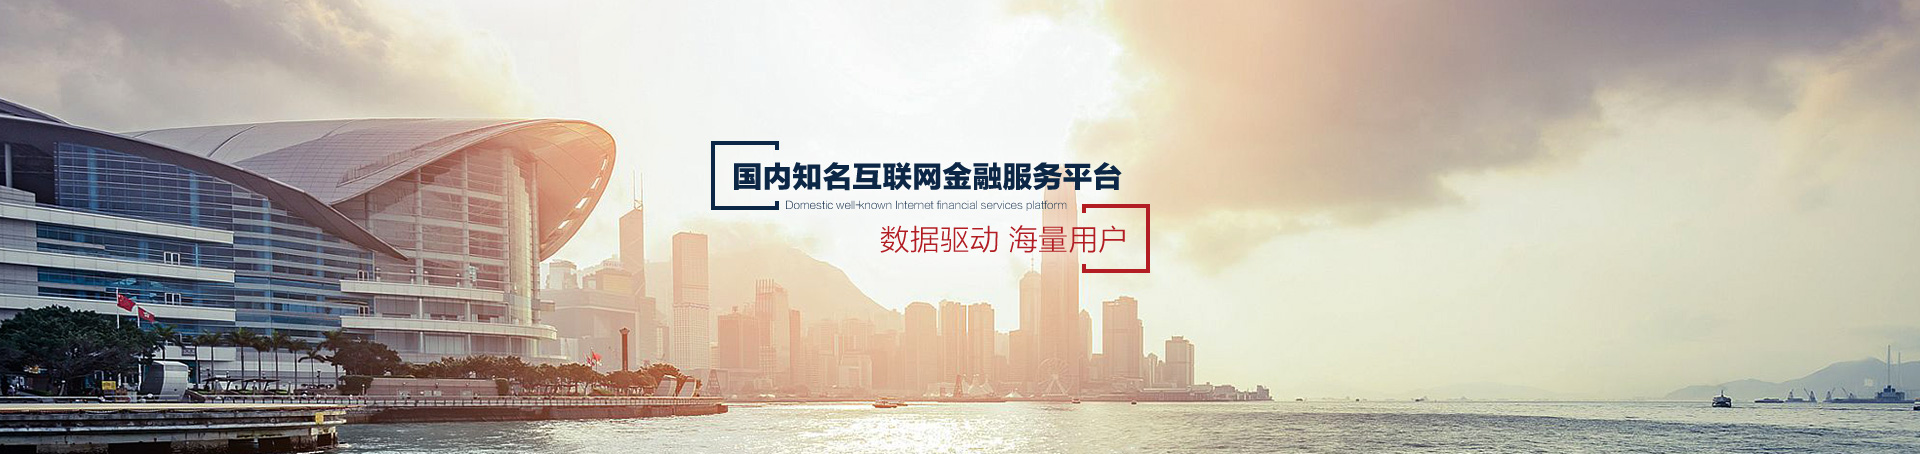 国内知名互联网金融服务平台
Domestic well-known Internet financial services platform
数据驱动 海量用户